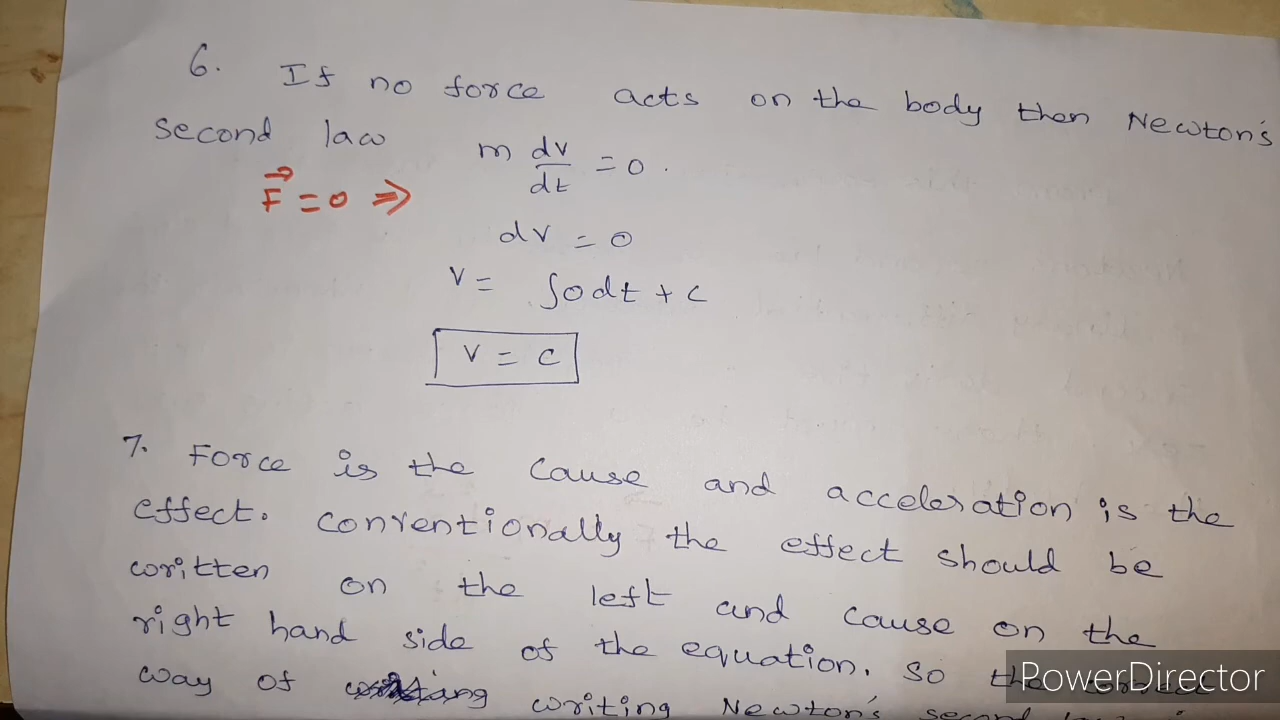 6. If no force acts on the body then Newton's
second law m dv/dt = 0.
F⃗ = 0 ⇒
dv = 0
v = ∫0dt + c
v = c
7. Force is the cause and acceleration is the
effect. conventionally the effect should be
written on the left and cause on the
right hand side of the equation. So the
way of writing Newton's second
PowerDirector